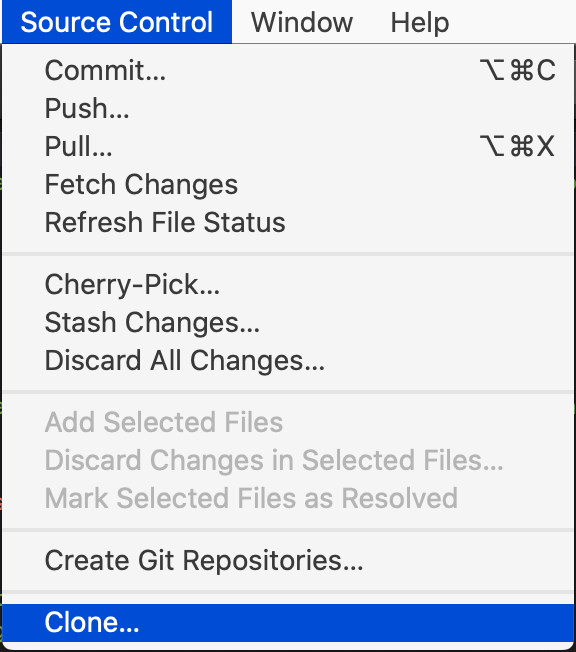 Source Control Window Help
Commit... ⌥⌘C
Push...
Pull... ⌥⌘X
Fetch Changes
Refresh File Status
Cherry-Pick...
Stash Changes...
Discard All Changes...
Add Selected Files
Discard Changes in Selected Files...
Mark Selected Files as Resolved
Create Git Repositories...
Clone...